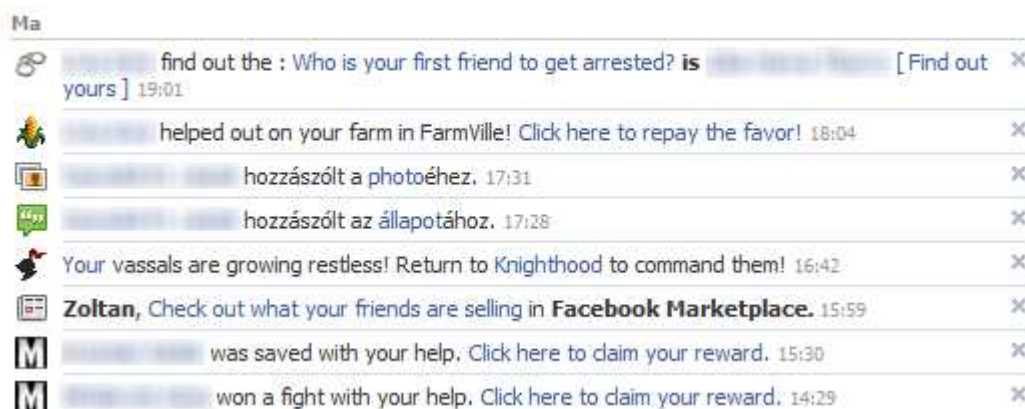 Ma
find out the : Who is your first friend to get arrested? is [ Find out
yours ] 19:01
helped out on your farm in FarmVille! Click here to repay the favor! 18:04
hozzászólt a photoéhez. 17:31
hozzászólt az állapotához. 17:28
Your vassals are growing restless! Return to Knighthood to command them! 16:42
Zoltan, Check out what your friends are selling in Facebook Marketplace. 15:59
M was saved with your help. Click here to claim your reward. 15:30
M won a fight with your help. Click here to claim your reward. 14:29